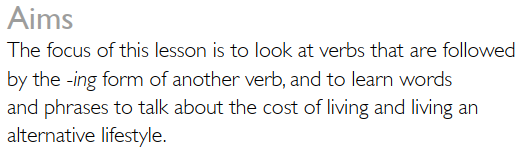 Aims
The focus of this lesson is to look at verbs that are followed
by the -ing form of another verb, and to learn words
and phrases to talk about the cost of living and living an
alternative lifestyle.